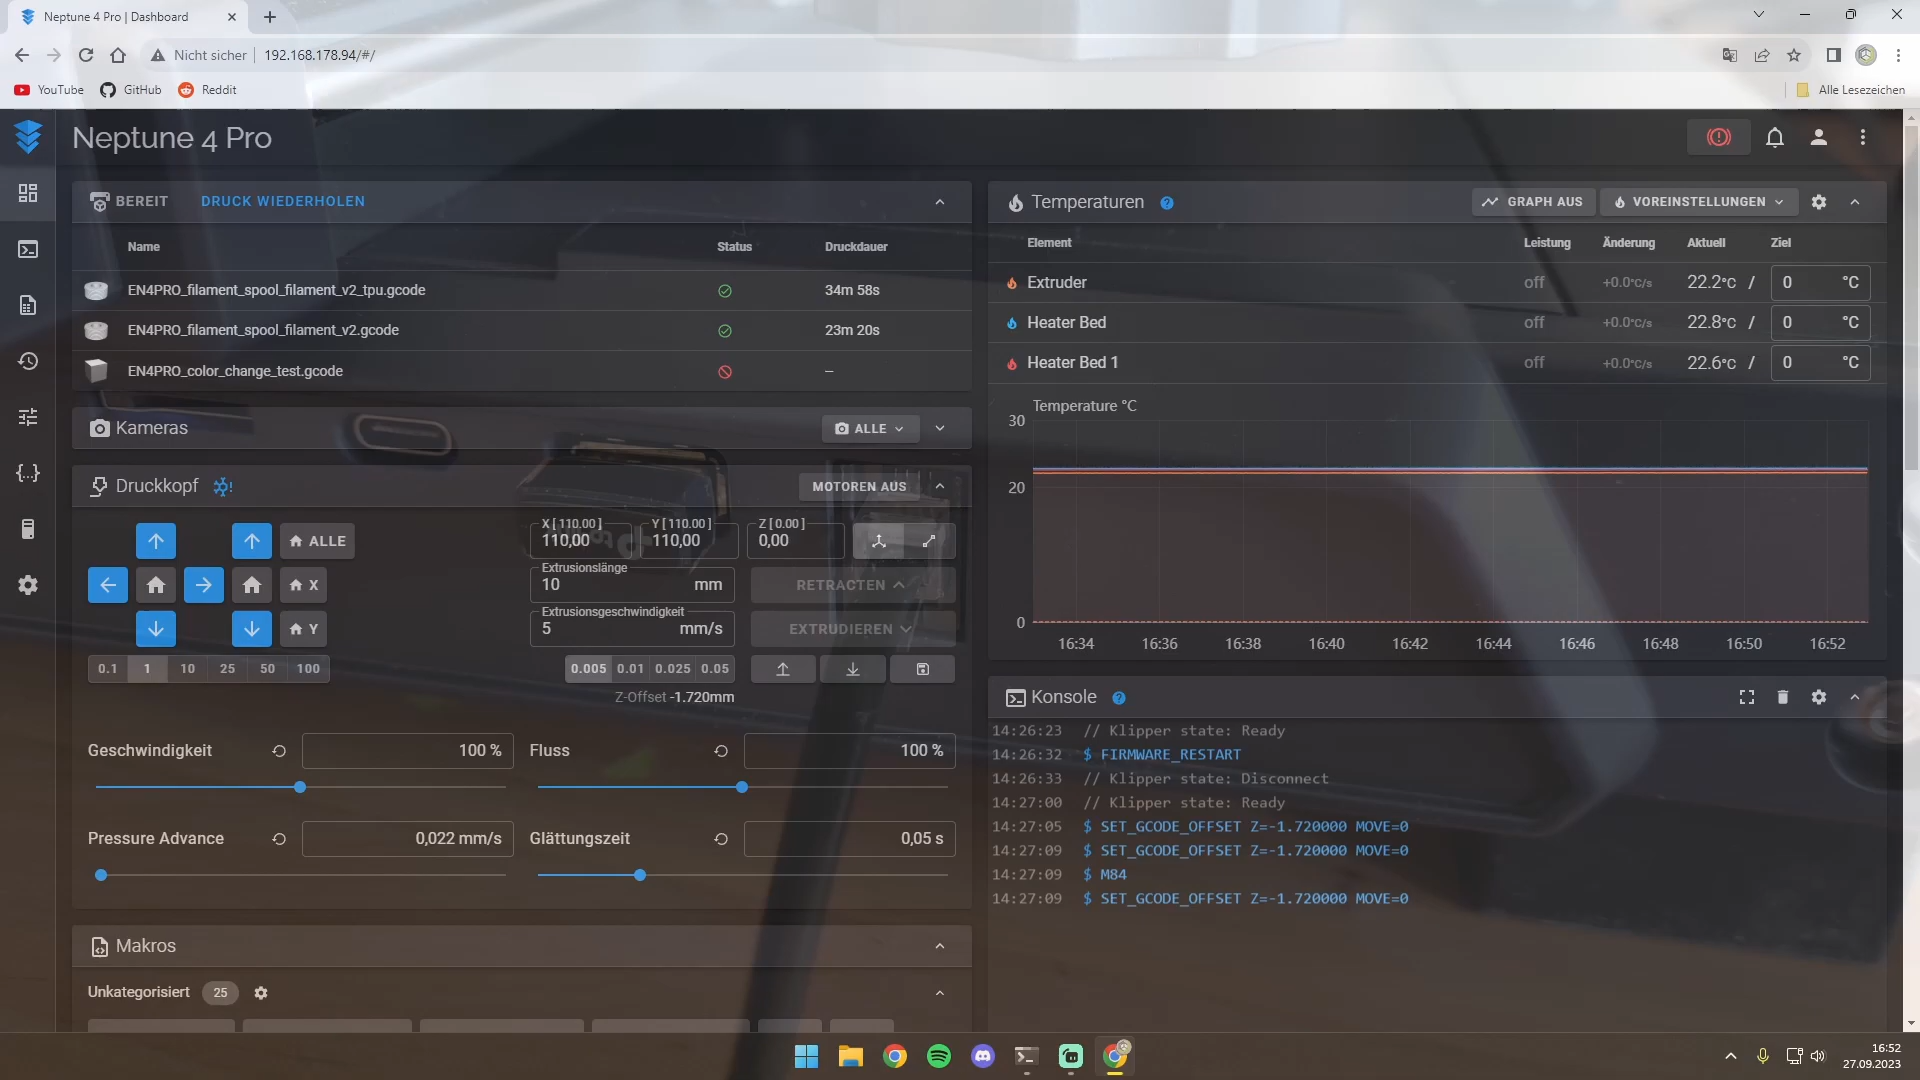 Neptune 4 Pro | Dashboard
Nicht sicher 192.168.178.94/#/
YouTube GitHub Reddit Alle Lesezeichen
Neptune 4 Pro
BEREIT DRUCK WIEDERHOLEN
Name Status Druckdauer
EN4PRO_filament_spool_filament_v2_tpu.gcode 34m 58s
EN4PRO_filament_spool_filament_v2.gcode 23m 20s
EN4PRO_color_change_test.gcode –
Kameras ALLE
Druckkopf MOTOREN AUS
ALLE
X
Y
0.1 1 10 25 50 100
X [ 110.00 ] Y [ 110.00 ] Z [ 0.00 ]
110,00 110,00 0,00
Extrusionslänge
10 mm RETRACTEN
Extrusionsgeschwindigkeit
5 mm/s EXTRUDIEREN
0.005 0.01 0.025 0.05
Z-Offset -1.720mm
Geschwindigkeit 100 % Fluss 100 %
Pressure Advance 0,022 mm/s Glättungszeit 0,05 s
Makros
Unkategorisiert 25
Temperaturen GRAPH AUS VOREINSTELLUNGEN
Element Leistung Änderung Aktuell Ziel
Extruder off +0.0°C/s 22.2°C / 0 °C
Heater Bed off +0.0°C/s 22.8°C / 0 °C
Heater Bed 1 off +0.0°C/s 22.6°C / 0 °C
Temperature °C
30
20
0
16:34 16:36 16:38 16:40 16:42 16:44 16:46 16:48 16:50 16:52
Konsole
14:26:23 // Klipper state: Ready
14:26:32 $ FIRMWARE_RESTART
14:26:33 // Klipper state: Disconnect
14:27:00 // Klipper state: Ready
14:27:05 $ SET_GCODE_OFFSET Z=-1.720000 MOVE=0
14:27:09 $ SET_GCODE_OFFSET Z=-1.720000 MOVE=0
14:27:09 $ M84
14:27:09 $ SET_GCODE_OFFSET Z=-1.720000 MOVE=0
16:52
27.09.2023